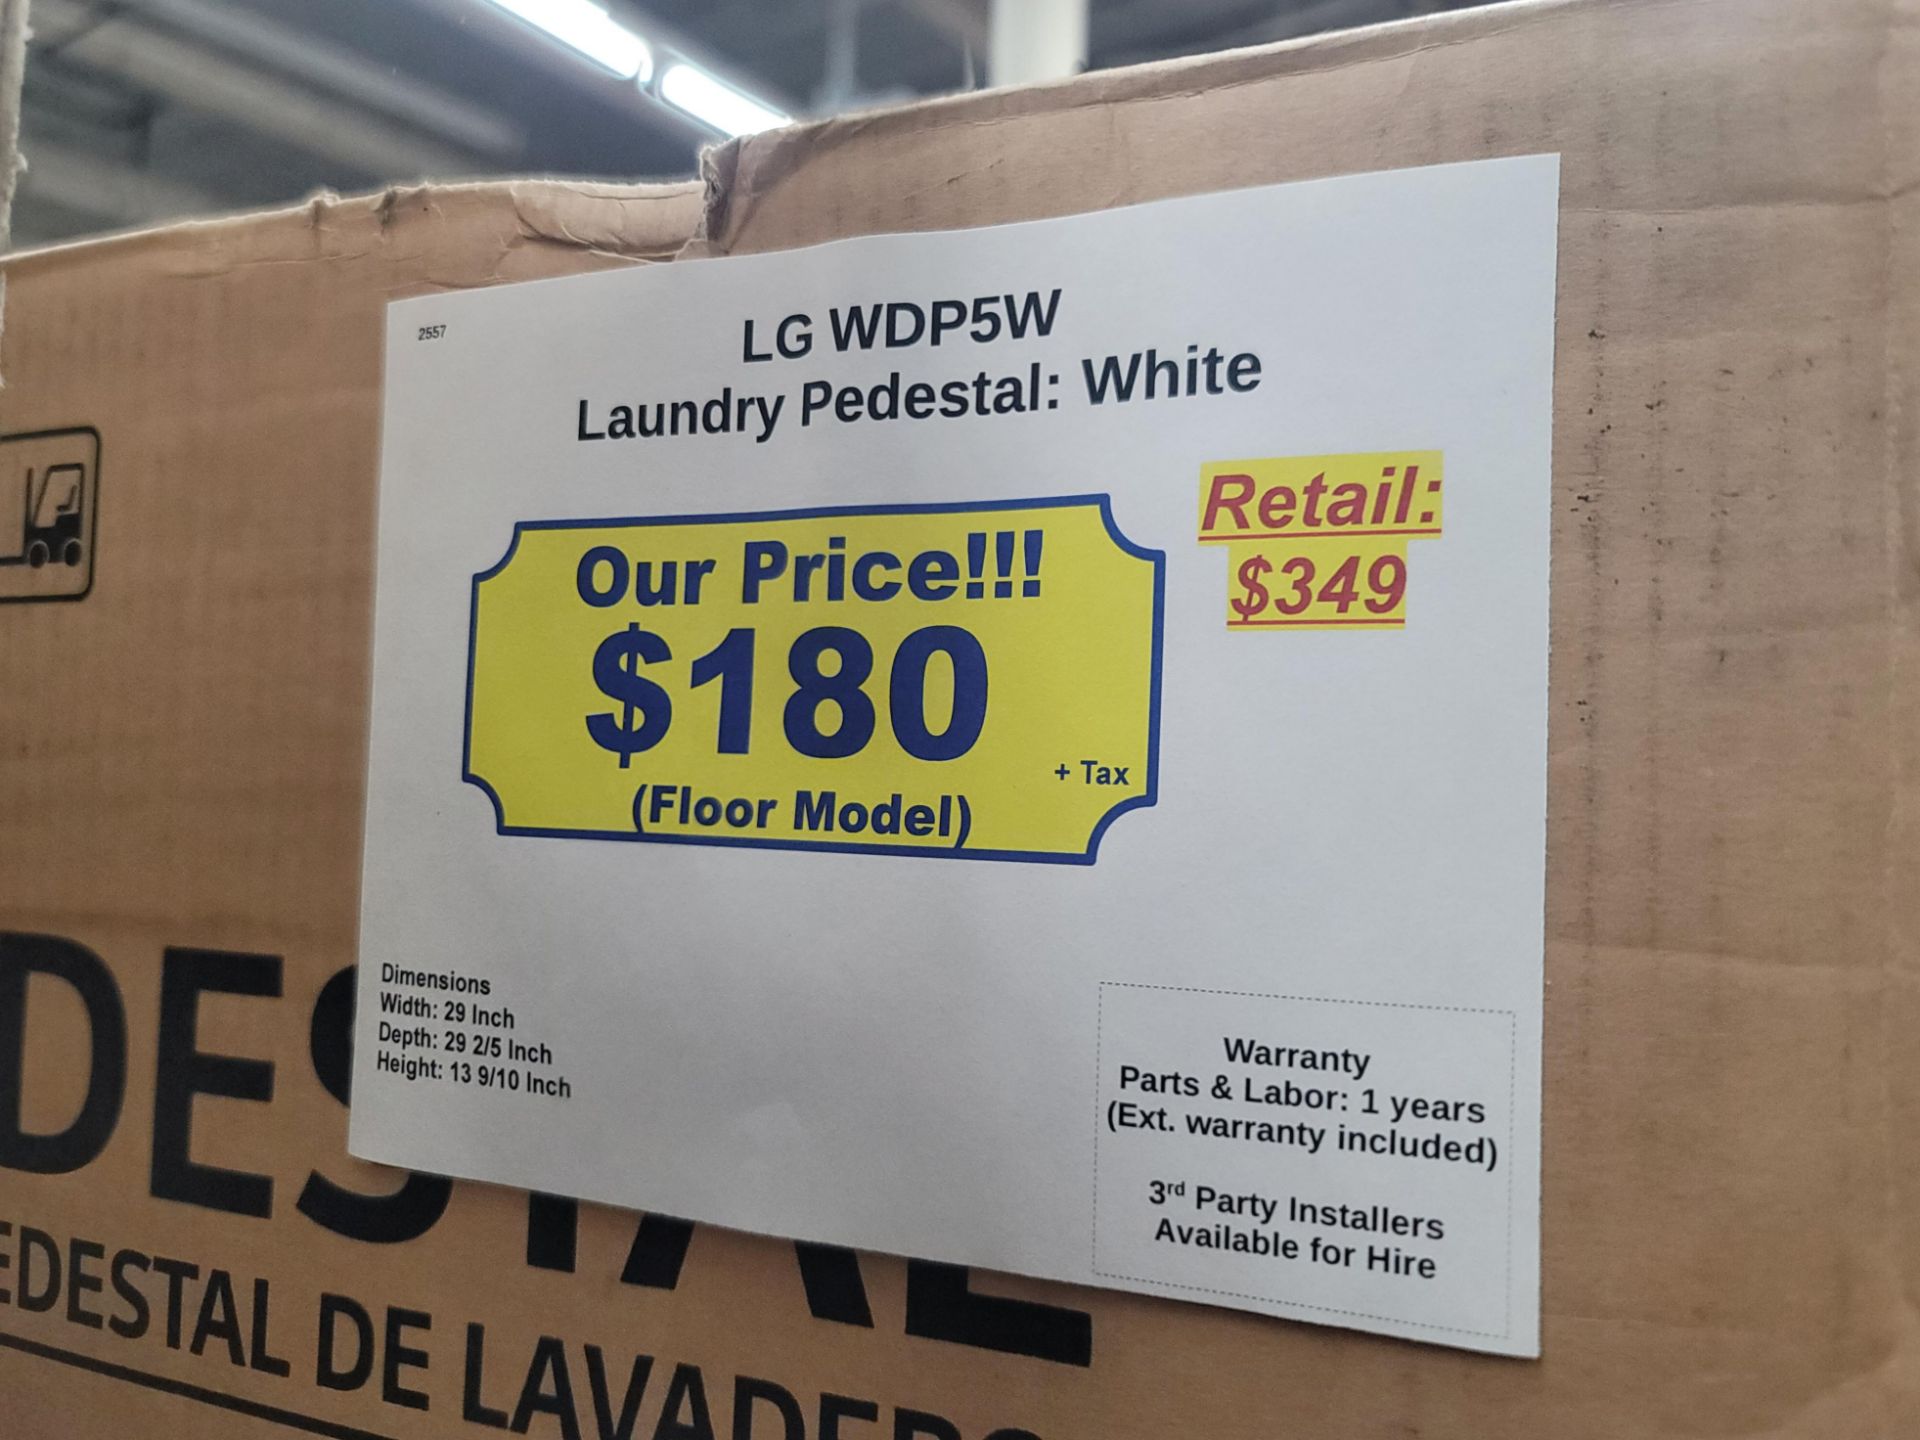 2557
LG WDP5W
Laundry Pedestal: White
Retail:
$349
Our Price!!!
$180
+ Tax
(Floor Model)
Dimensions
Width: 29 Inch
Depth: 29 2/5 Inch
Height: 13 9/10 Inch
Warranty
Parts & Labor: 1 years
(Ext. warranty included)
3rd Party Installers
Available for Hire
DESTAL
EDESTAL DE LAVADERO